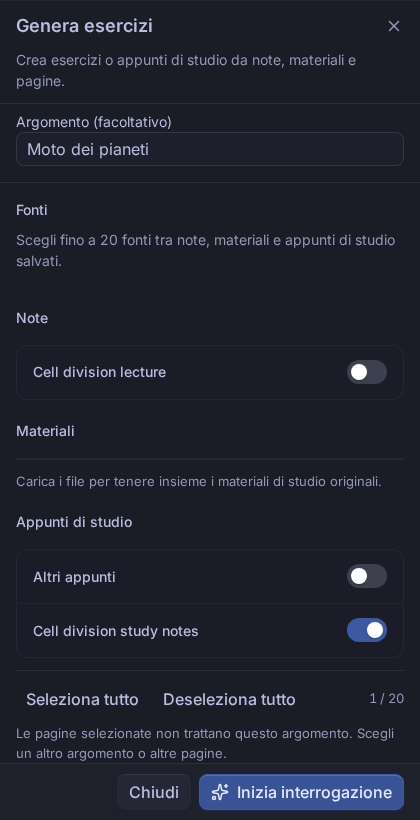 Genera esercizi
Crea esercizi o appunti di studio da note, materiali e
pagine.
Argomento (facoltativo)
Moto dei pianeti
Fonti
Scegli fino a 20 fonti tra note, materiali e appunti di studio
salvati.
Note
Cell division lecture
Materiali
Carica i file per tenere insieme i materiali di studio originali.
Appunti di studio
Altri appunti
Cell division study notes
Seleziona tutto Deseleziona tutto 1 / 20
Le pagine selezionate non trattano questo argomento. Scegli
un altro argomento o altre pagine.
Chiudi Inizia interrogazione